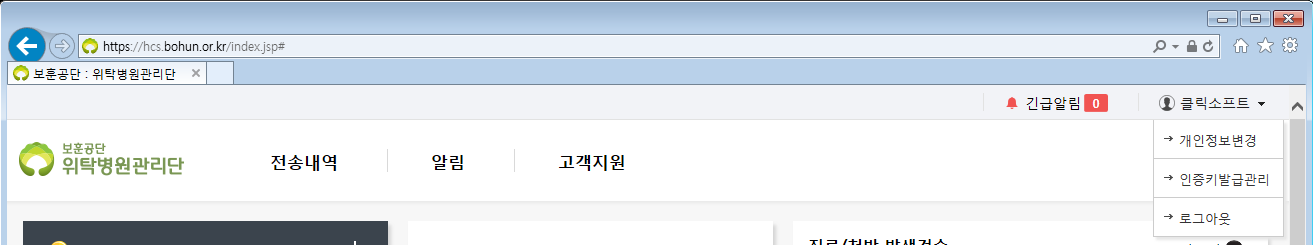 https://hcs.bohun.or.kr/index.jsp#
보훈공단 : 위탁병원관리단
긴급알림 0
클릭소프트
보훈공단
위탁병원관리단
전송내역 알림 고객지원
개인정보변경
인증키발급관리
로그아웃